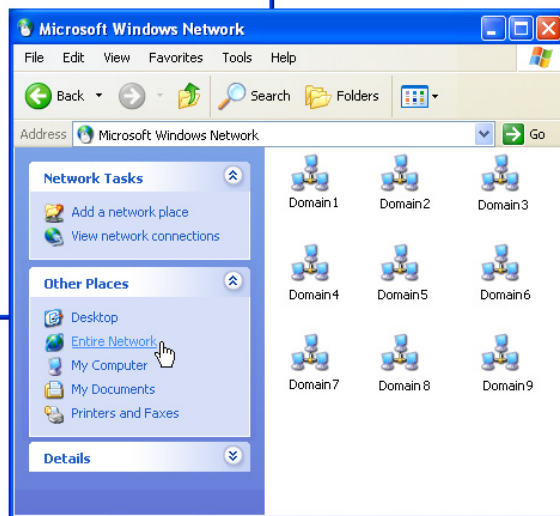 Microsoft Windows Network
File Edit View Favorites Tools Help
Back Search Folders
Address Microsoft Windows Network Go
Network Tasks
Add a network place
View network connections
Other Places
Desktop
Entire Network
My Computer
My Documents
Printers and Faxes
Details
Domain1 Domain2 Domain3
Domain4 Domain5 Domain6
Domain7 Domain8 Domain9